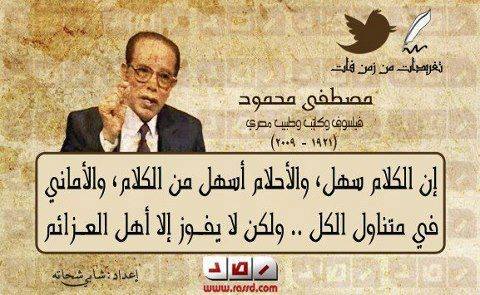 تغريدات من زمن فات
مصطفى محمود
فيلسوف وكاتب وطبيب مصري
(١٩٢١ - ٢٠٠٩)
إن الكلام سهل، والأحلام أسهل من الكلام، والأماني
في متناول الكل .. ولكن لا يفوز إلا أهل العزائم
رصد
www.rassd.com
إعداد: شابي شحاته